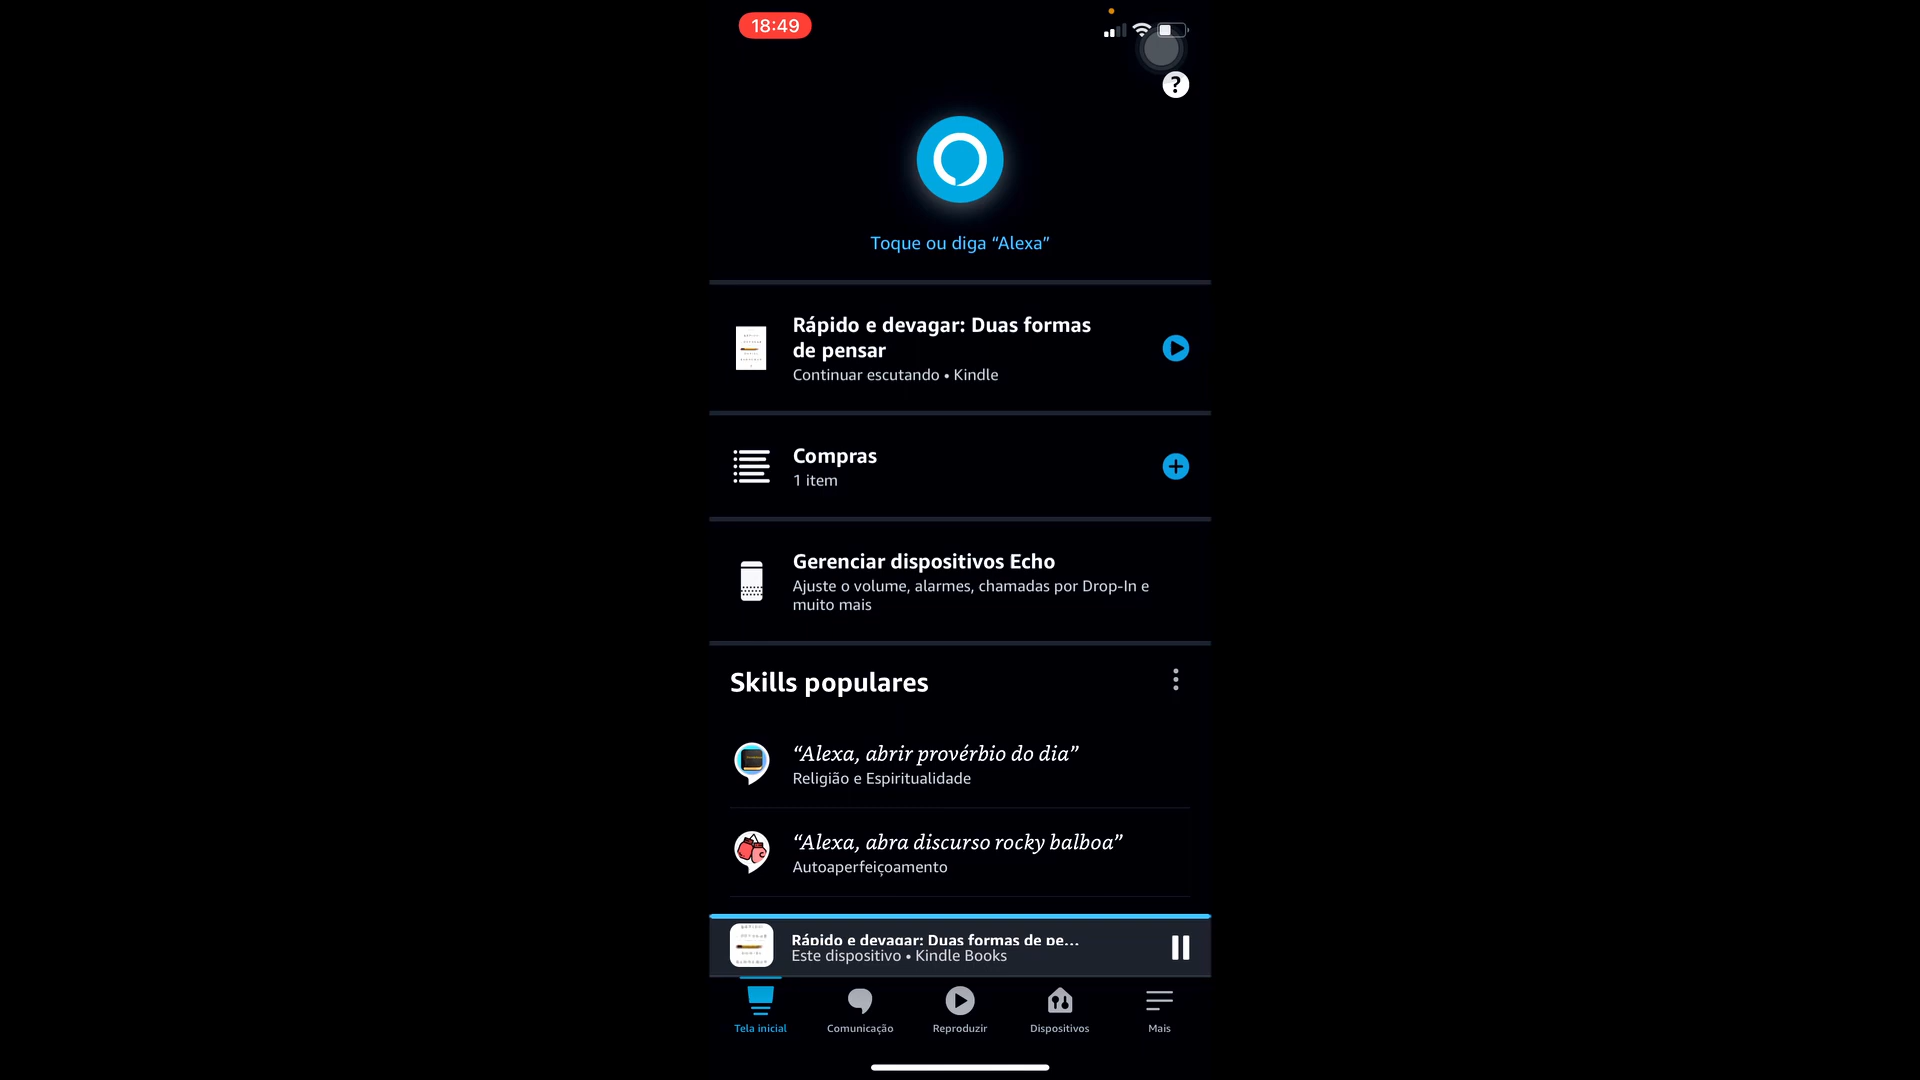 18:49
?
Toque ou diga “Alexa”
Rápido e devagar: Duas formas
de pensar
Continuar escutando • Kindle
Compras
1 item
Gerenciar dispositivos Echo
Ajuste o volume, alarmes, chamadas por Drop-In e
muito mais
Skills populares
“Alexa, abrir provérbio do dia”
Religião e Espiritualidade
“Alexa, abra discurso rocky balboa”
Autoaperfeiçoamento
Rápido e devagar: Duas formas de pe...
Este dispositivo • Kindle Books
Tela inicial
Comunicação
Reproduzir
Dispositivos
Mais